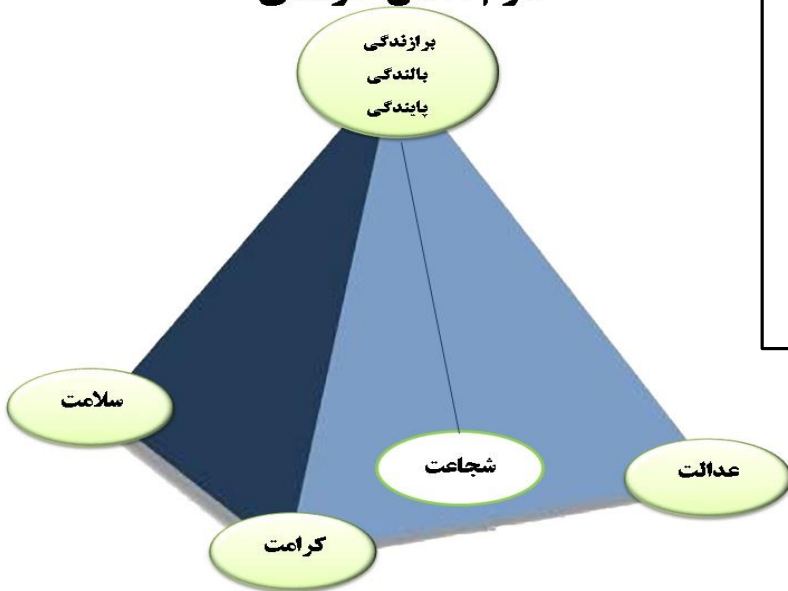 برازندگی
بالندگی
پایندگی
سلامت
شجاعت
عدالت
کرامت